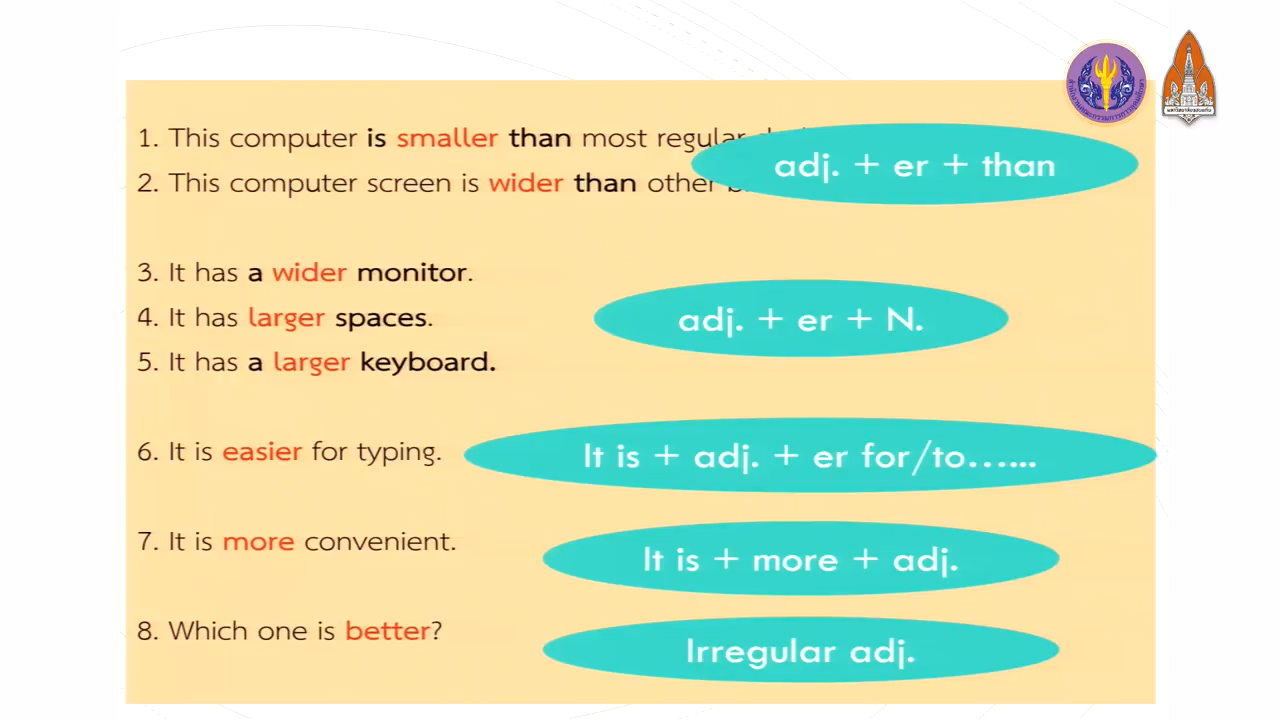 1. This computer is smaller than most regular
adj. + er + than
2. This computer screen is wider than other
3. It has a wider monitor.
4. It has larger spaces.
adj. + er + N.
5. It has a larger keyboard.
6. It is easier for typing.
It is + adj. + er for/to…...
7. It is more convenient.
It is + more + adj.
8. Which one is better?
Irregular adj.